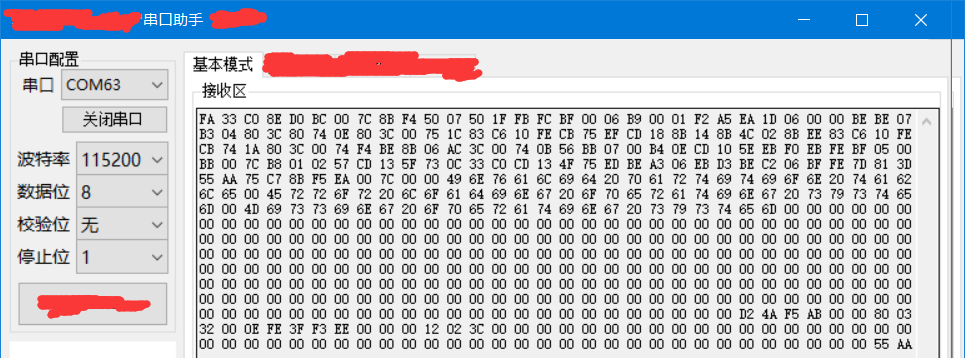 串口助手
串口配置
串口 COM63
关闭串口
波特率 115200
数据位 8
校验位 无
停止位 1
基本模式
接收区
FA 33 C0 8E D0 BC 00 7C 8B F4 50 07 50 1F FB FC BF 00 06 B9 00 01 F2 A5 EA 1D 06 00 00 BE BE 07
B3 04 80 3C 80 74 0E 80 3C 00 75 1C 83 C6 10 FE CB 75 EF CD 18 8B 14 8B 4C 02 8B EE 83 C6 10 FE
CB 74 1A 80 3C 00 74 F4 BE 8B 06 AC 3C 00 74 0B 56 BB 07 00 B4 0E CD 10 5E EB F0 EB FE BF 05 00
BB 00 7C B8 01 02 57 CD 13 5F 73 0C 33 C0 CD 13 4F 75 ED BE A3 06 EB D3 BE C2 06 BF FE 7D 81 3D
55 AA 75 C7 8B F5 EA 00 7C 00 00 49 6E 76 61 6C 69 64 20 70 61 72 74 69 74 69 6F 6E 20 74 61 62
6C 65 00 45 72 72 6F 72 20 6C 6F 61 64 69 6E 67 20 6F 70 65 72 61 74 69 6E 67 20 73 79 73 74 65
6D 00 4D 69 73 73 69 6E 67 20 6F 70 65 72 61 74 69 6E 67 20 73 79 73 74 65 6D 00 00 00 00 00 00
00 00 00 00 00 00 00 00 00 00 00 00 00 00 00 00 00 00 00 00 00 00 00 00 00 00 00 00 00 00 00 00
00 00 00 00 00 00 00 00 00 00 00 00 00 00 00 00 00 00 00 00 00 00 00 00 00 00 00 00 00 00 00 00
00 00 00 00 00 00 00 00 00 00 00 00 00 00 00 00 00 00 00 00 00 00 00 00 00 00 00 00 00 00 00 00
00 00 00 00 00 00 00 00 00 00 00 00 00 00 00 00 00 00 00 00 00 00 00 00 00 00 00 00 00 00 00 00
00 00 00 00 00 00 00 00 00 00 00 00 00 00 00 00 00 00 00 00 00 00 00 00 00 00 00 00 00 00 00 00
00 00 00 00 00 00 00 00 00 00 00 00 00 00 00 00 00 00 00 00 00 00 00 00 00 00 00 00 00 00 00 00
00 00 00 00 00 00 00 00 00 00 00 00 00 00 00 00 00 00 00 00 00 00 00 00 D2 4A F5 AB 00 00 80 03
32 00 0E FE 3F F3 EE 00 00 00 12 02 3C 00 00 00 00 00 00 00 00 00 00 00 00 00 00 00 00 00 00 00
00 00 00 00 00 00 00 00 00 00 00 00 00 00 00 00 00 00 00 00 00 00 00 00 00 00 00 00 00 00 55 AA